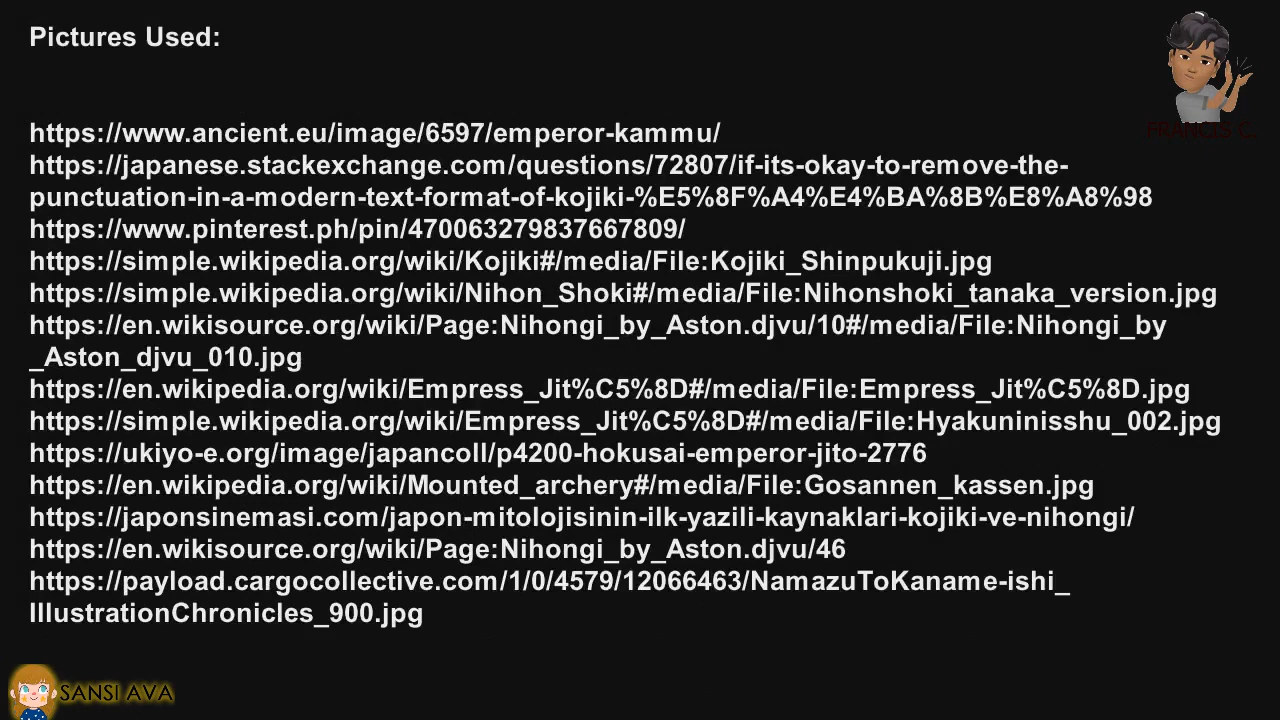 Pictures Used:
FRANCIS C.
https://www.ancient.eu/image/6597/emperor-kammu/
https://japanese.stackexchange.com/questions/72807/if-its-okay-to-remove-the-
punctuation-in-a-modern-text-format-of-kojiki-%E5%8F%A4%E4%BA%8B%E8%A8%98
https://www.pinterest.ph/pin/470063279837667809/
https://simple.wikipedia.org/wiki/Kojiki#/media/File:Kojiki_Shinpukuji.jpg
https://simple.wikipedia.org/wiki/Nihon_Shoki#/media/File:Nihonshoki_tanaka_version.jpg
https://en.wikisource.org/wiki/Page:Nihongi_by_Aston.djvu/10#/media/File:Nihongi_by
_Aston_djvu_010.jpg
https://en.wikipedia.org/wiki/Empress_Jit%C5%8D#/media/File:Empress_Jit%C5%8D.jpg
https://simple.wikipedia.org/wiki/Empress_Jit%C5%8D#/media/File:Hyakuninisshu_002.jpg
https://ukiyo-e.org/image/japancoll/p4200-hokusai-emperor-jito-2776
https://en.wikipedia.org/wiki/Mounted_archery#/media/File:Gosannen_kassen.jpg
https://japonsinemasi.com/japon-mitolojisinin-ilk-yazili-kaynaklari-kojiki-ve-nihongi/
https://en.wikisource.org/wiki/Page:Nihongi_by_Aston.djvu/46
https://payload.cargocollective.com/1/0/4579/12066463/NamazuToKaname-ishi_
IllustrationChronicles_900.jpg
SANSI AVA